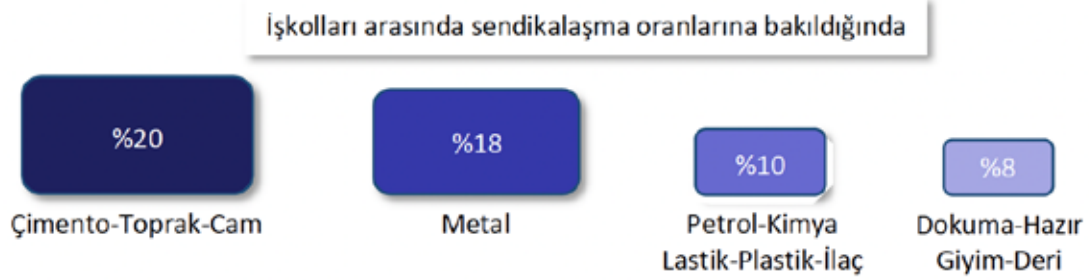 İşkolları arasında sendikalaşma oranlarına bakıldığında
%20
%18
%10
%8
Çimento-Toprak-Cam
Metal
Petrol-Kimya
Lastik-Plastik-İlaç
Dokuma-Hazır
Giyim-Deri